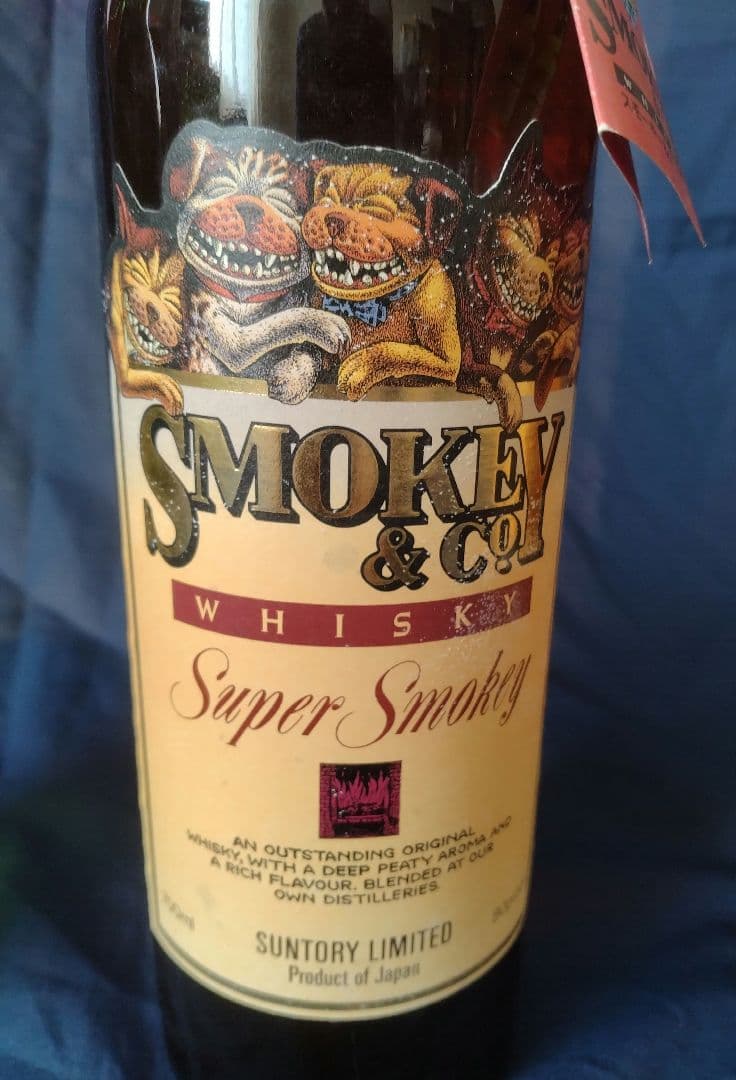 SMOKEY
& Co
WHISKY
Super Smokey
AN OUTSTANDING ORIGINAL
WHISKY, WITH A DEEP PEATY AROMA AND
A RICH FLAVOUR. BLENDED AT OUR
OWN DISTILLERIES.
SUNTORY LIMITED
Product of Japan